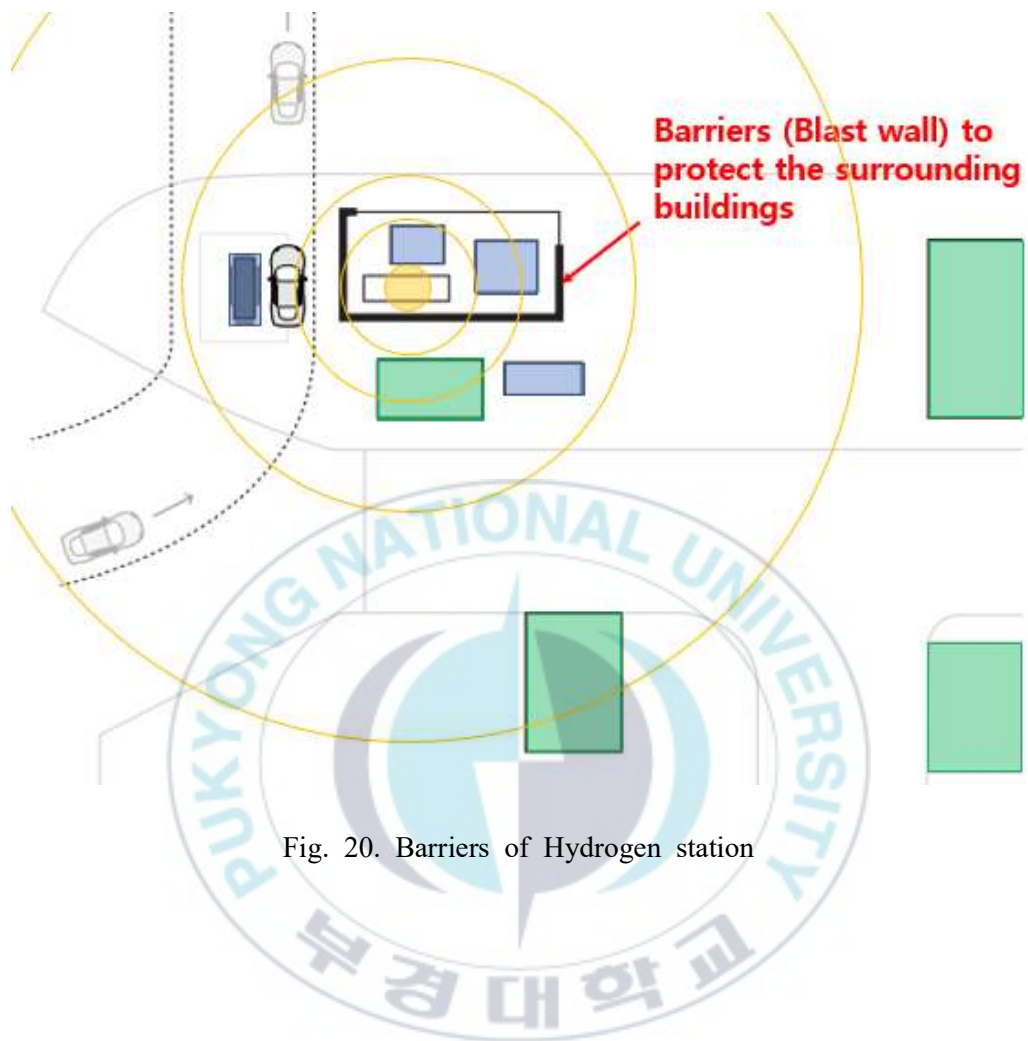 Barriers (Blast wall) to
protect the surrounding
buildings
PUKYONG NATIONAL UNIVERSITY
Fig. 20. Barriers of Hydrogen station
부경대학교